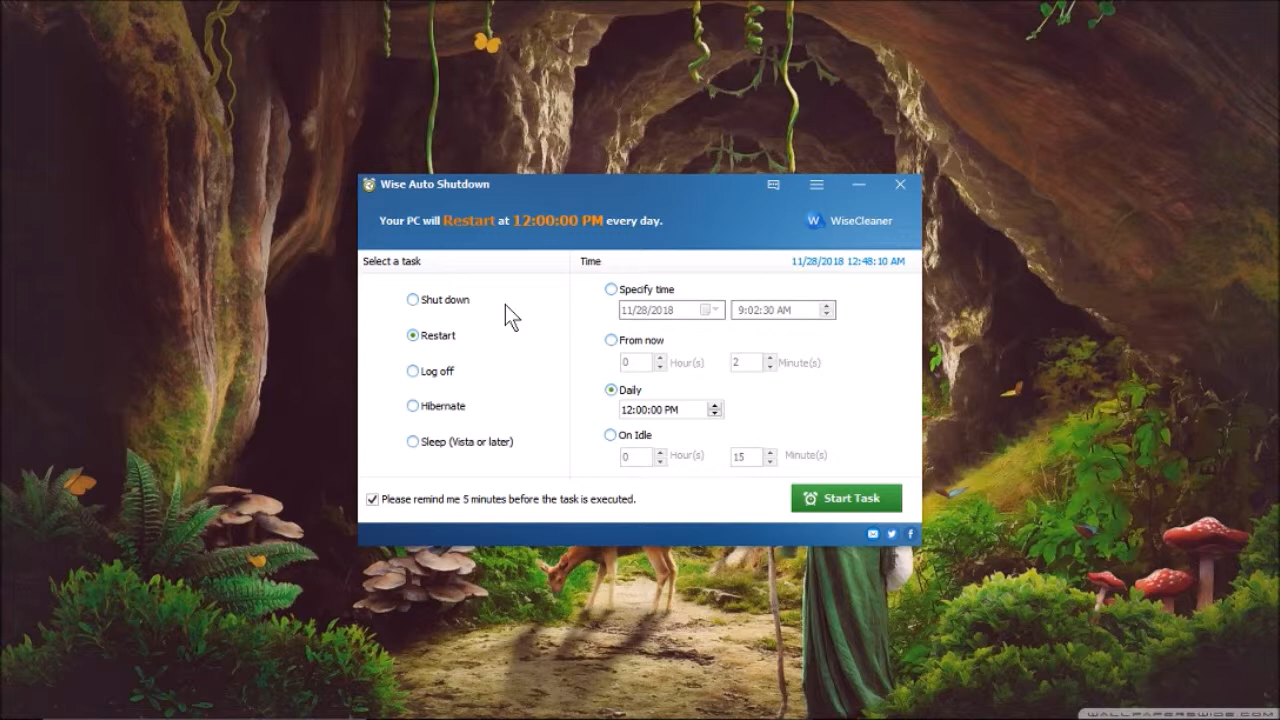 Wise Auto Shutdown
Your PC will Restart at 12:00:00 PM every day.
W WiseCleaner
Select a task
Time
11/28/2018 12:48:10 AM
Shut down
Restart
Log off
Hibernate
Sleep (Vista or later)
Specify time
11/28/2018
9:02:30 AM
From now
0 Hour(s) 2 Minute(s)
Daily
12:00:00 PM
On Idle
0 Hour(s) 15 Minute(s)
Please remind me 5 minutes before the task is executed.
Start Task
WALLPAPERSWIDE.COM